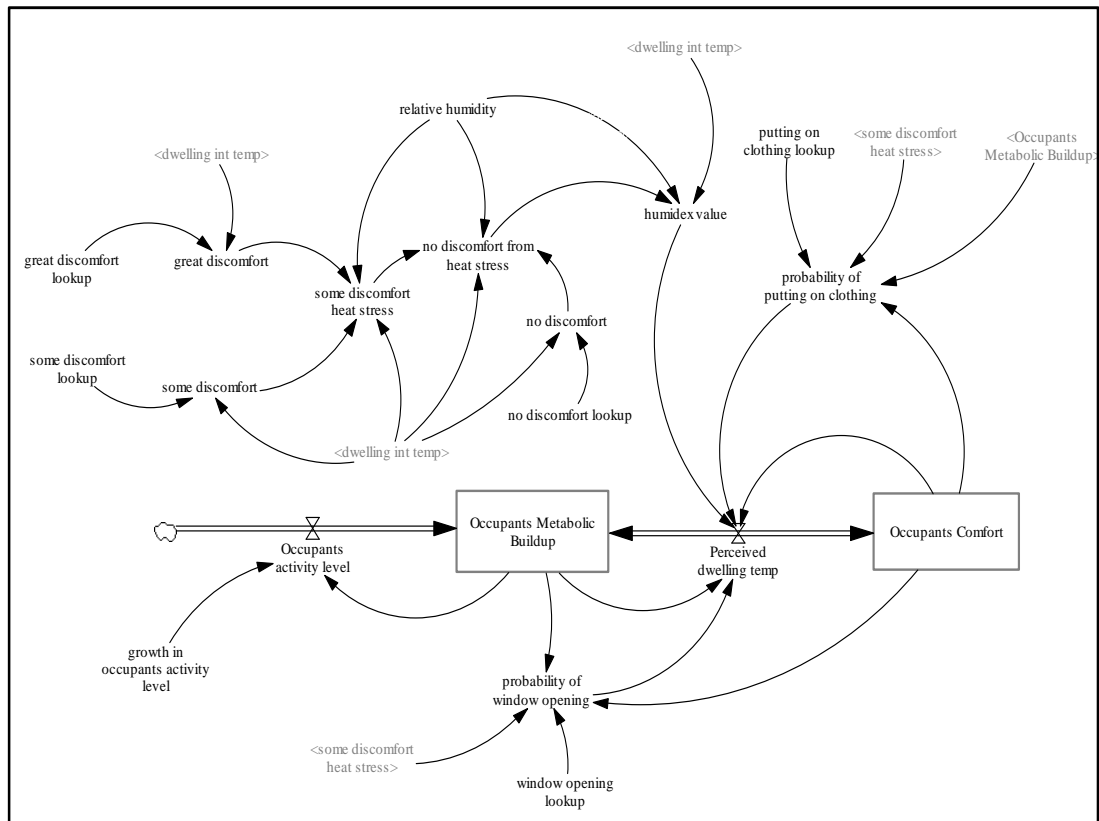 <dwelling int temp>
relative humidity
putting on
clothing lookup
<some discomfort
heat stress>
<Occupants
Metabolic Buildup>
<dwelling int temp>
humidex value
great discomfort
lookup
great discomfort
no discomfort from
heat stress
probability of
putting on clothing
some discomfort
heat stress
no discomfort
some discomfort
lookup
some discomfort
no discomfort lookup
<dwelling int temp>
Occupants Metabolic
Buildup
Occupants Comfort
Occupants
activity level
Perceived
dwelling temp
growth in
occupants activity
level
probability of
window opening
<some discomfort
heat stress>
window opening
lookup